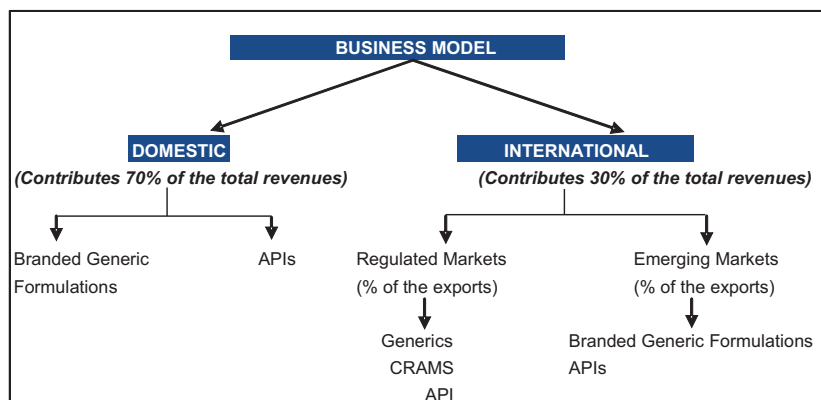 BUSINESS MODEL
DOMESTIC
(Contributes 70% of the total revenues)
Branded Generic
Formulations
APIs
INTERNATIONAL
(Contributes 30% of the total revenues)
Regulated Markets
(% of the exports)
Generics
CRAMS
API
Emerging Markets
(% of the exports)
Branded Generic Formulations
APIs